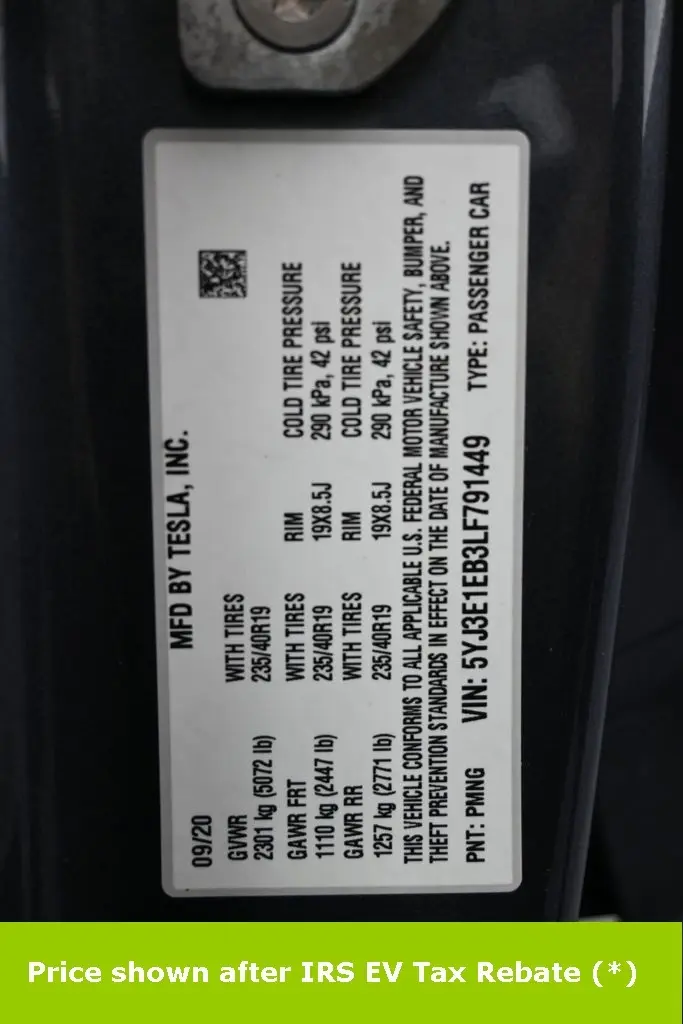 MFD BY TESLA, INC.
09/20
GVWR WITH TIRES
2301 kg (5072 lb) 235/40R19
GAWR FRT WITH TIRES RIM COLD TIRE PRESSURE
1110 kg (2447 lb) 235/40R19 19X8.5J 290 kPa, 42 psi
GAWR RR WITH TIRES RIM COLD TIRE PRESSURE
1257 kg (2771 lb) 235/40R19 19X8.5J 290 kPa, 42 psi
THIS VEHICLE CONFORMS TO ALL APPLICABLE U.S. FEDERAL MOTOR VEHICLE SAFETY, BUMPER, AND
THEFT PREVENTION STANDARDS IN EFFECT ON THE DATE OF MANUFACTURE SHOWN ABOVE.
PNT: PMNG VIN: 5YJ3E1EB3LF791449 TYPE: PASSENGER CAR
Price shown after IRS EV Tax Rebate (*)